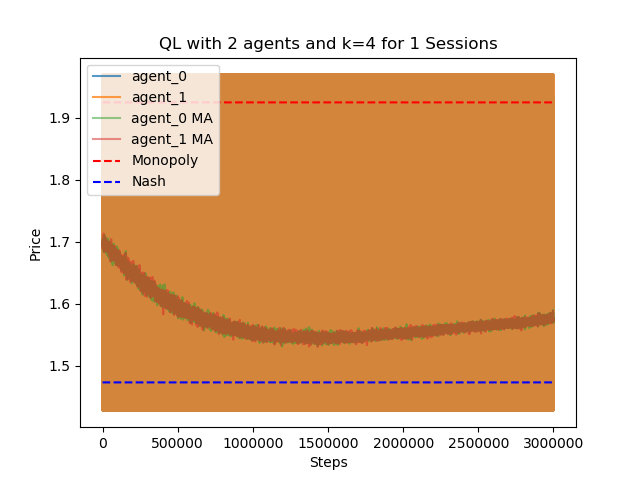 QL with 2 agents and k=4 for 1 Sessions
agent_0
agent_1
agent_0 MA
agent_1 MA
Monopoly
Nash
Price
1.9
1.8
1.7
1.6
1.5
0
500000
1000000
1500000
2000000
2500000
3000000
Steps